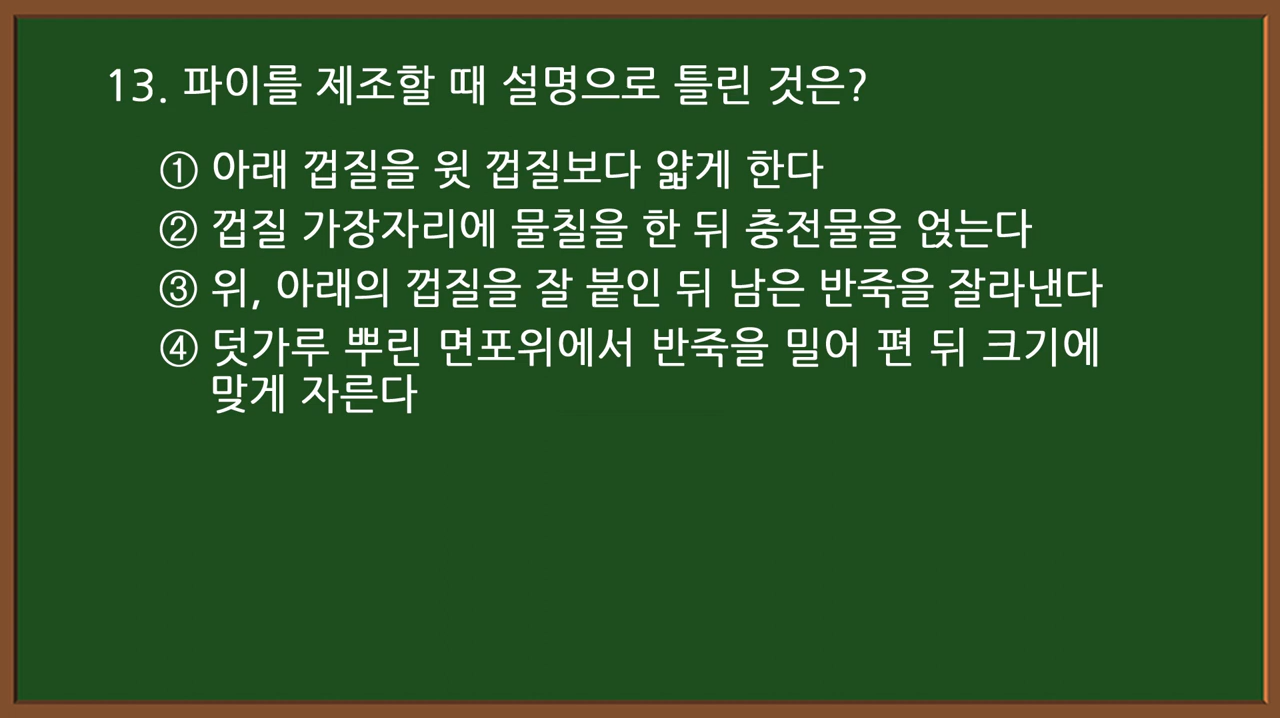 13. 파이를 제조할 때 설명으로 틀린 것은?
① 아래 껍질을 윗 껍질보다 얇게 한다
② 껍질 가장자리에 물칠을 한 뒤 충전물을 얹는다
③ 위, 아래의 껍질을 잘 붙인 뒤 남은 반죽을 잘라낸다
④ 덧가루 뿌린 면포위에서 반죽을 밀어 편 뒤 크기에
맞게 자른다